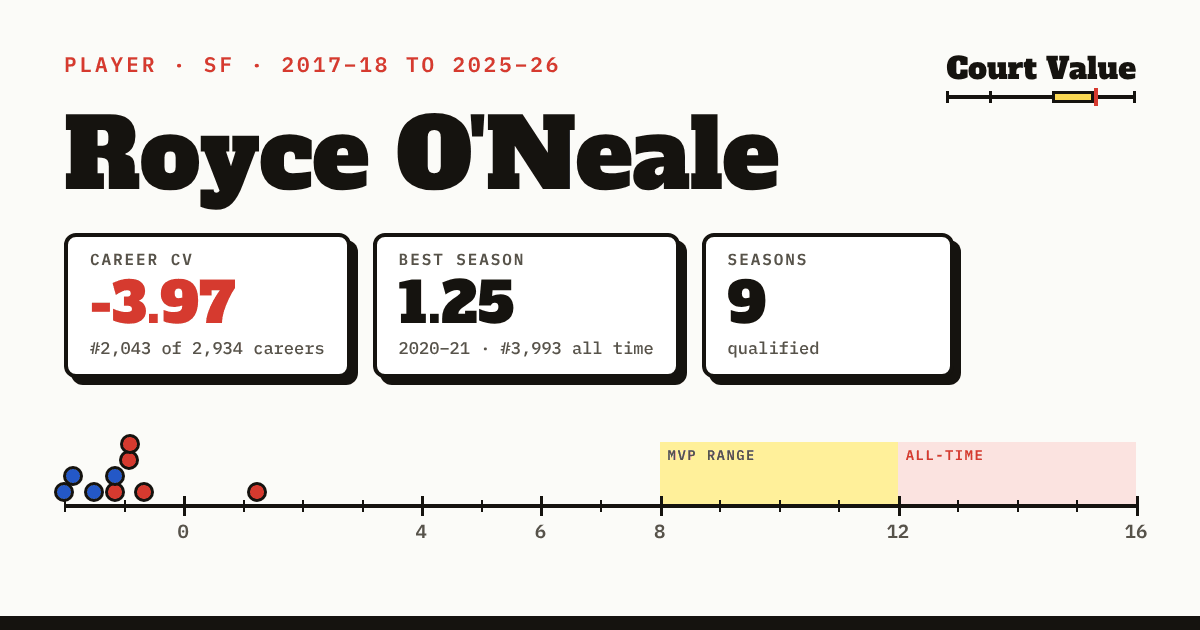 PLAYER · SF · 2017–18 TO 2025–26
Court Value
Royce O'Neale
CAREER CV
-3.97
#2,043 of 2,934 careers
BEST SEASON
1.25
2020–21 · #3,993 all time
SEASONS
9
qualified
MVP RANGE
ALL-TIME
0 4 6 8 12 16